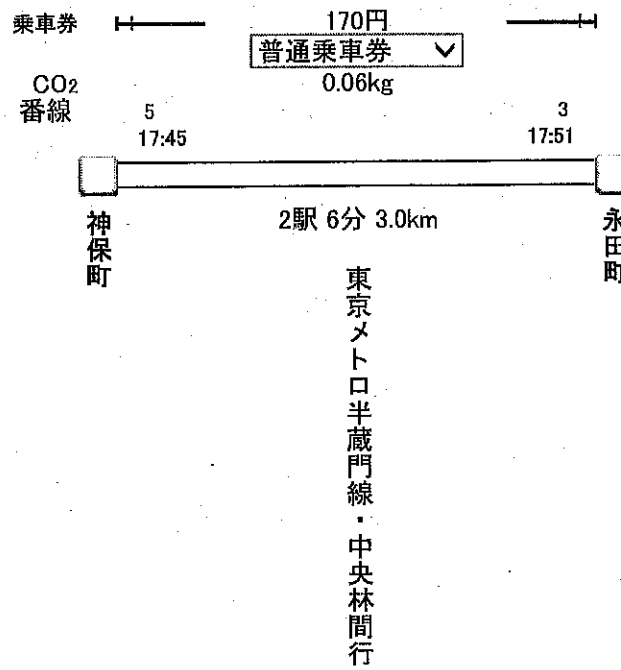 乗車券 170円
普通乗車券
CO2 0.06kg
番線 5 3
17:45 17:51
2駅 6分 3.0km
神保町
永田町
東京メトロ半蔵門線・中央林間行